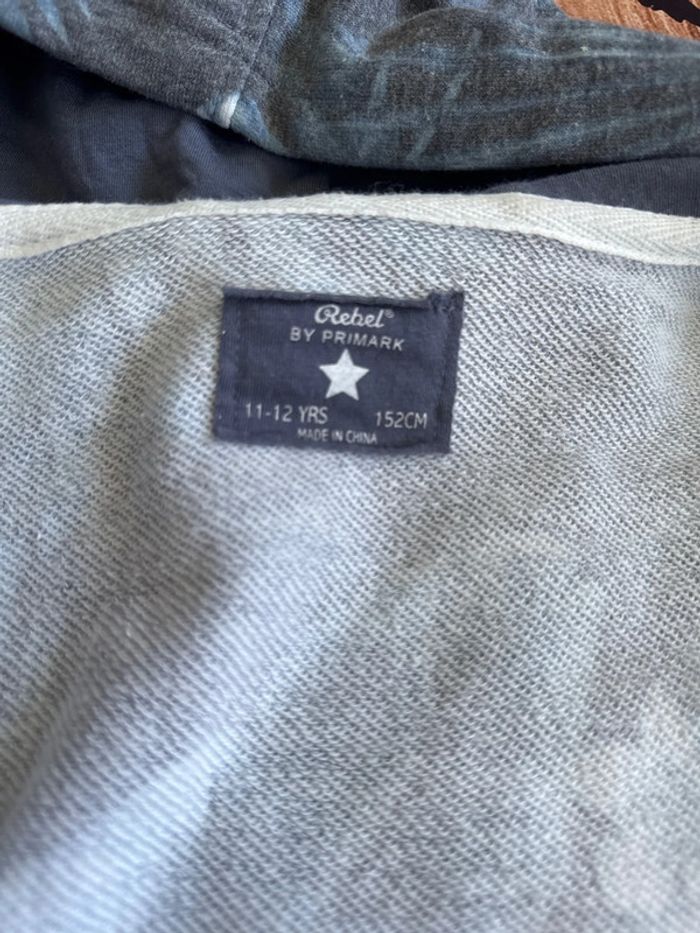 Rebel®
BY PRIMARK
11-12 YRS 152CM
MADE IN CHINA